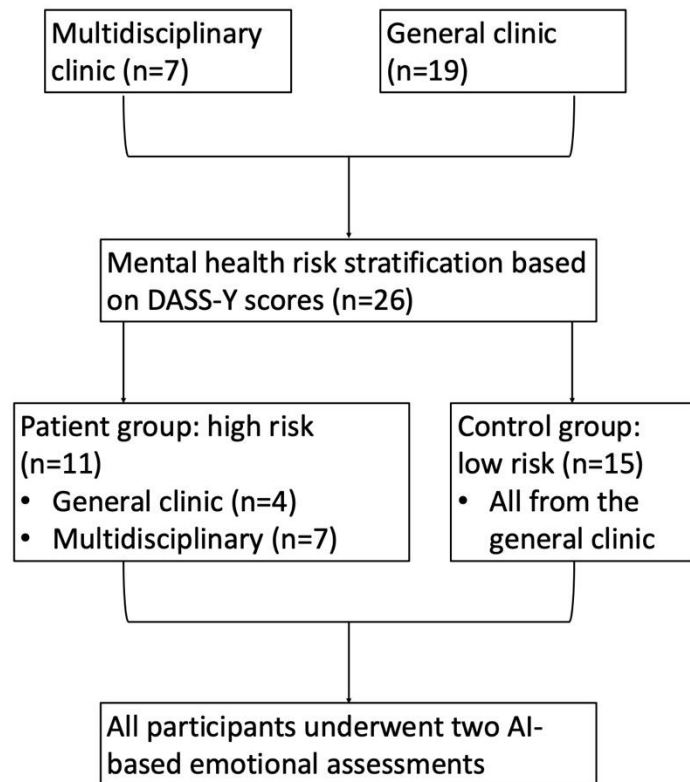 Multidisciplinary
clinic (n=7)
General clinic
(n=19)
Mental health risk stratification based
on DASS-Y scores (n=26)
Patient group: high risk
(n=11)
• General clinic (n=4)
• Multidisciplinary (n=7)
Control group:
low risk (n=15)
• All from the
general clinic
All participants underwent two AI-
based emotional assessments